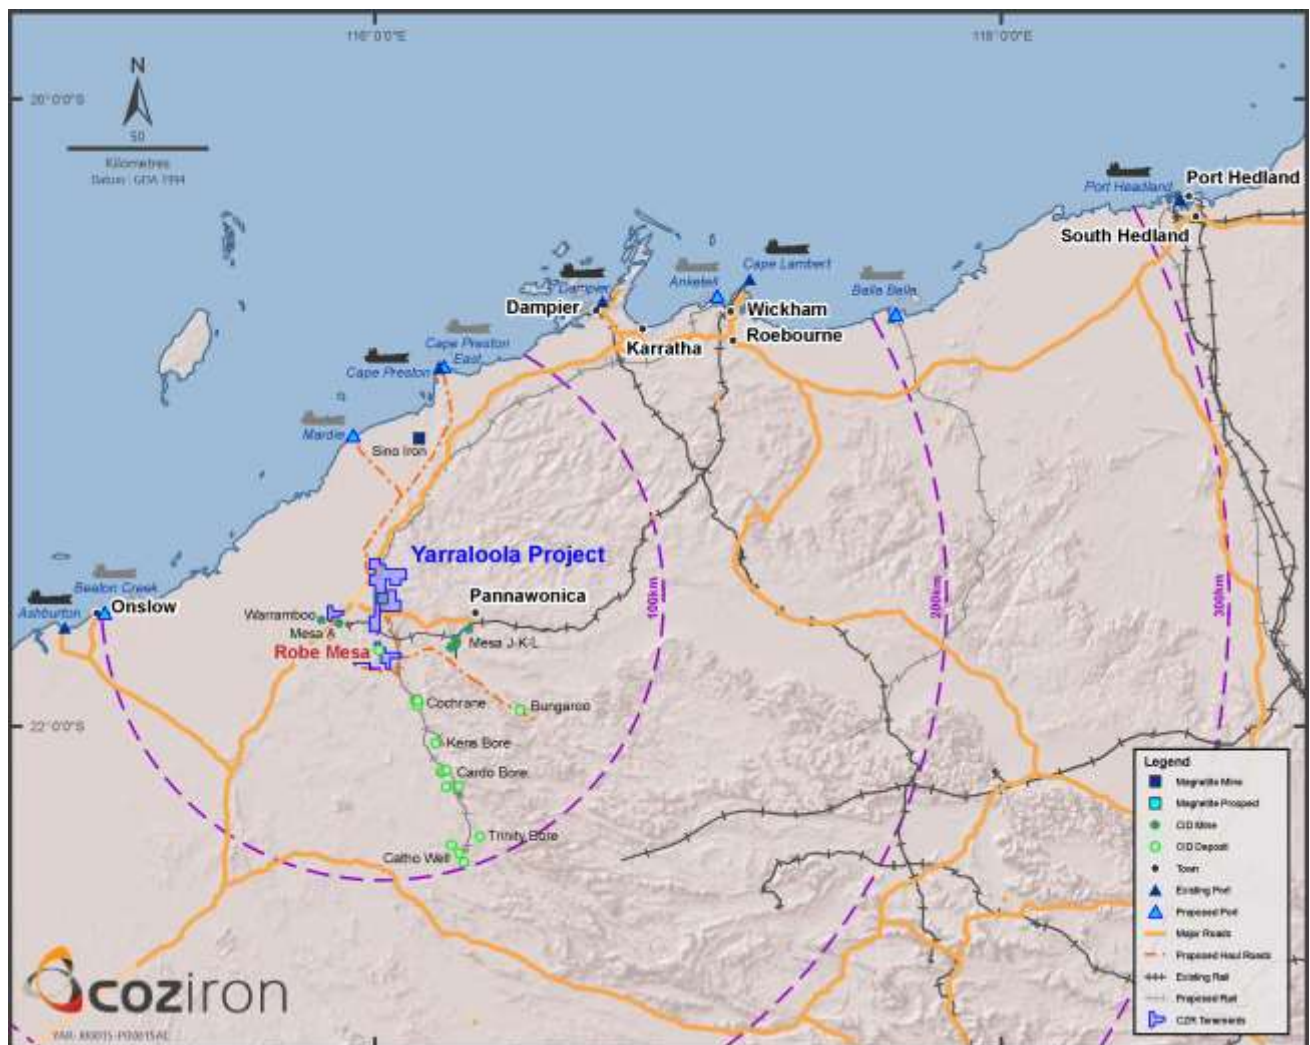 116°0'0"E
118°0'0"E
N
20°0'0"S
50
Kilometres
Datum : GDA 1994
Port Hedland
Port Headland
South Hedland
Cape Lambert
Anketell
Dampier
Balla Balla
Dampier
Wickham
Roebourne
Karratha
Cape Preston
East
Cape Preston
Mardie
Sino Iron
Yarraloola Project
Beadon Creek
Pannawonica
100km
200km
300km
Ashburton
Onslow
Warramboo
Mesa A
Mesa J-K-L
Robe Mesa
Cochrane
Bungaroo
22°0'0"S
Kens Bore
Cardo Bore
Trinity Bore
Catho Well
Legend
Magnetite Mine
Magnetite Prospect
CID Mine
CID Deposit
Town
Existing Port
Proposed Port
Major Roads
Proposed Haul Roads
Existing Rail
Proposed Rail
CZR Tenements
coziron